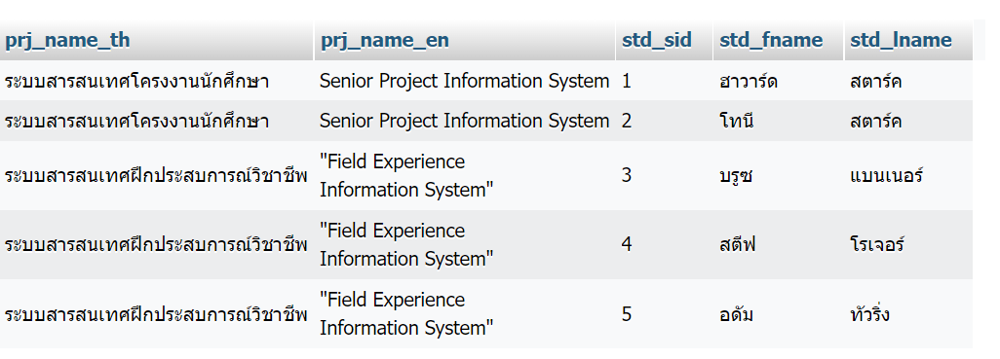 prj_name_th prj_name_en std_sid std_fname std_lname
ระบบสารสนเทศโครงงานนักศึกษา Senior Project Information System 1 ฮาวาร์ด สตาร์ค
ระบบสารสนเทศโครงงานนักศึกษา Senior Project Information System 2 โทนี สตาร์ค
ระบบสารสนเทศฝึกประสบการณ์วิชาชีพ "Field Experience
Information System" 3 บรูซ แบนเนอร์
ระบบสารสนเทศฝึกประสบการณ์วิชาชีพ "Field Experience
Information System" 4 สตีฟ โรเจอร์
ระบบสารสนเทศฝึกประสบการณ์วิชาชีพ "Field Experience
Information System" 5 อดัม ทัวริ่ง